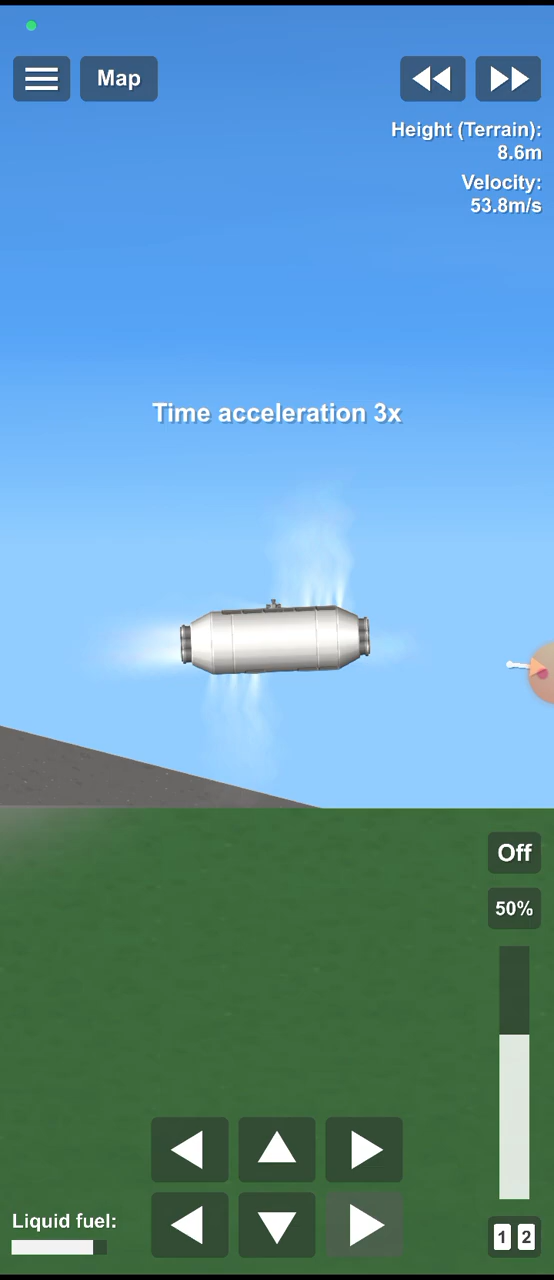 Map
Height (Terrain):
8.6m
Velocity:
53.8m/s
Time acceleration 3x
Off
50%
Liquid fuel:
1 2